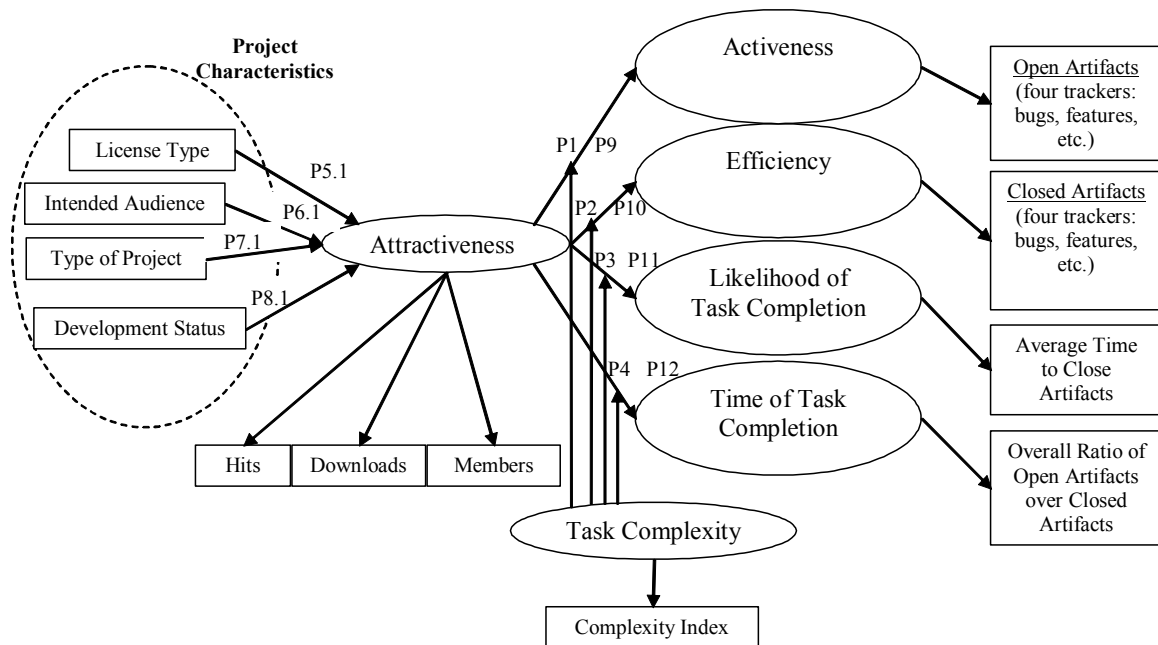 Project
Characteristics
License Type
Intended Audience
Type of Project
Development Status
P5.1
P6.1
P7.1
P8.1
Attractiveness
Hits
Downloads
Members
P1 P9
P2 P10
P3 P11
P4 P12
Activeness
Efficiency
Likelihood of
Task Completion
Time of Task
Completion
Task Complexity
Complexity Index
Open Artifacts
(four trackers:
bugs, features,
etc.)
Closed Artifacts
(four trackers:
bugs, features,
etc.)
Average Time
to Close
Artifacts
Overall Ratio of
Open Artifacts
over Closed
Artifacts